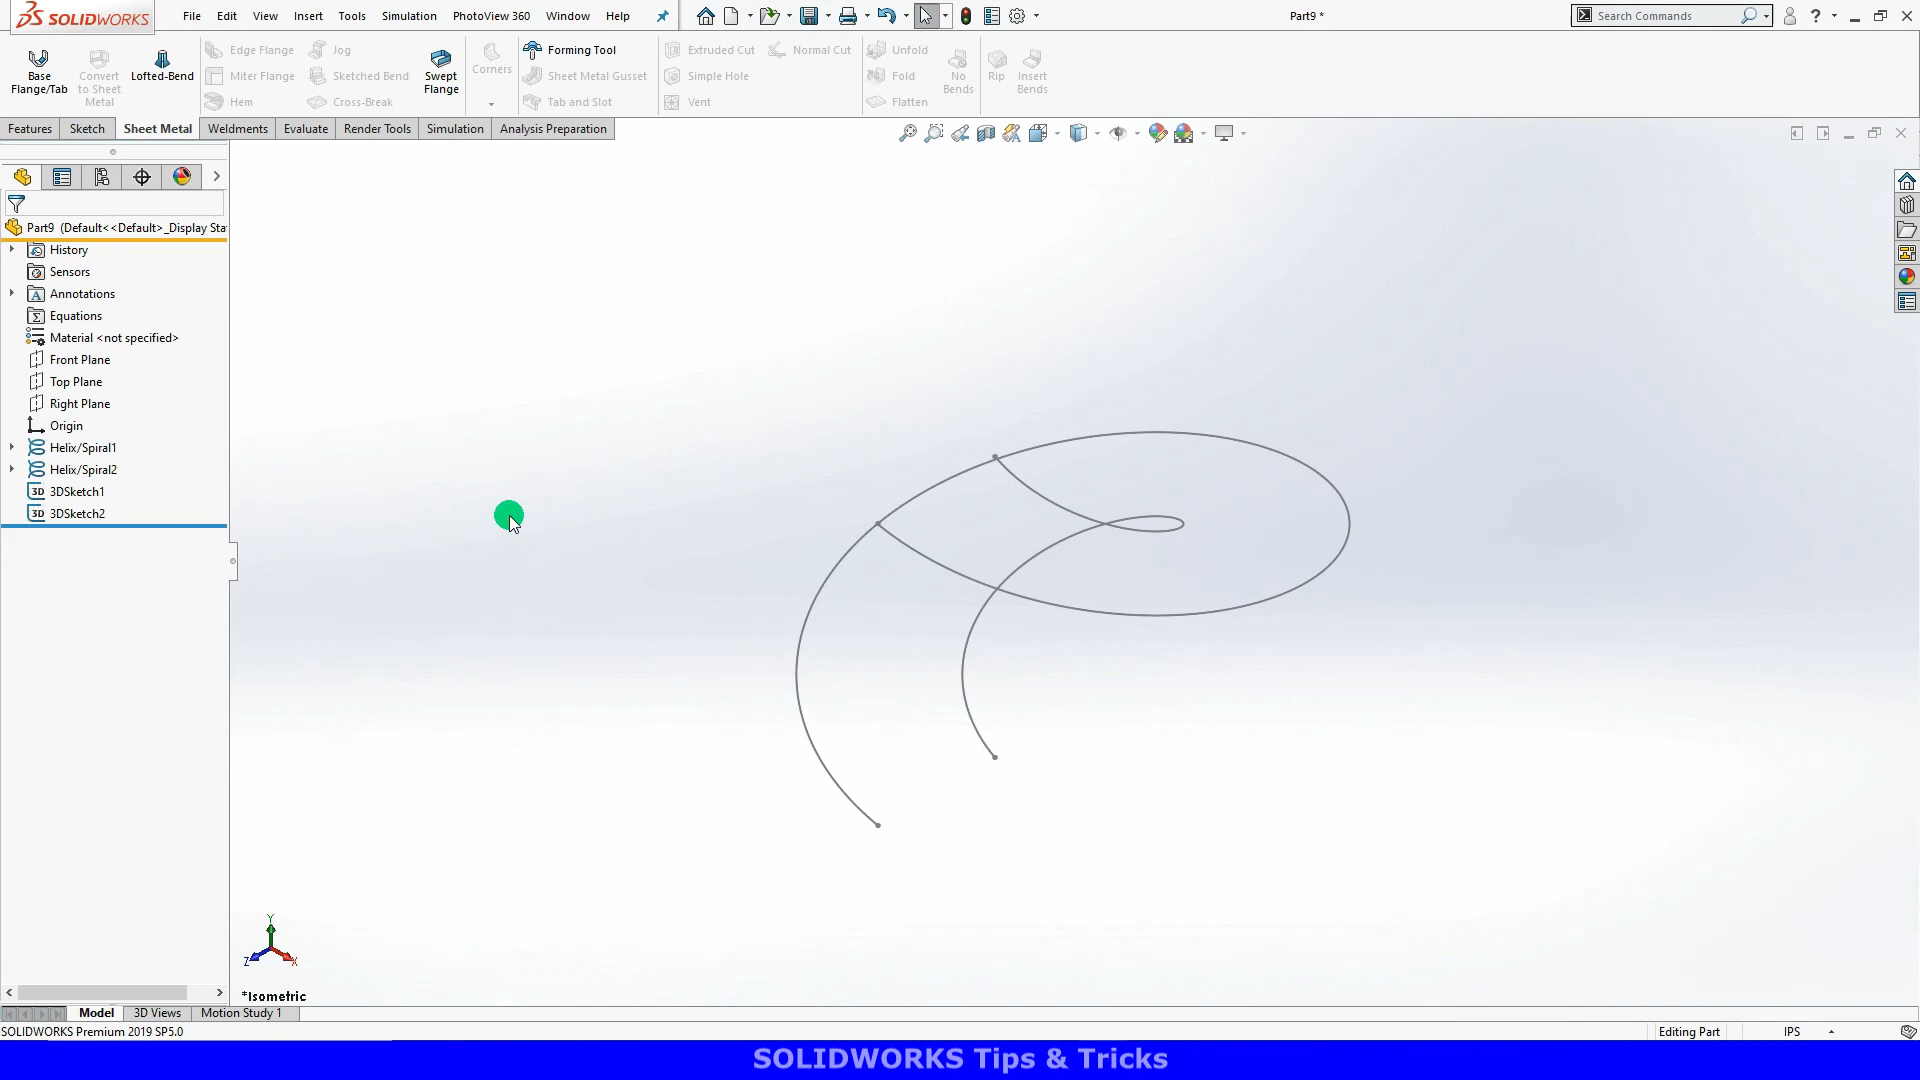 SOLIDWORKS File Edit View Insert Tools Simulation PhotoView 360 Window Help Part9 * Search Commands ?
Base Flange/Tab
Convert to Sheet Metal
Lofted-Bend
Edge Flange
Miter Flange
Hem
Jog
Sketched Bend
Cross-Break
Swept Flange
Corners
Forming Tool
Sheet Metal Gusset
Tab and Slot
Extruded Cut
Simple Hole
Vent
Normal Cut
Unfold
Fold
Flatten
No Bends
Rip
Insert Bends
Features Sketch Sheet Metal Weldments Evaluate Render Tools Simulation Analysis Preparation
Part9 (Default<<Default>_Display Sta
History
Sensors
Annotations
Equations
Material <not specified>
Front Plane
Top Plane
Right Plane
Origin
Helix/Spiral1
Helix/Spiral2
3D 3DSketch1
3D 3DSketch2
Y
Z X
*Isometric
Model 3D Views Motion Study 1
SOLIDWORKS Premium 2019 SP5.0 Editing Part IPS
SOLIDWORKS Tips & Tricks